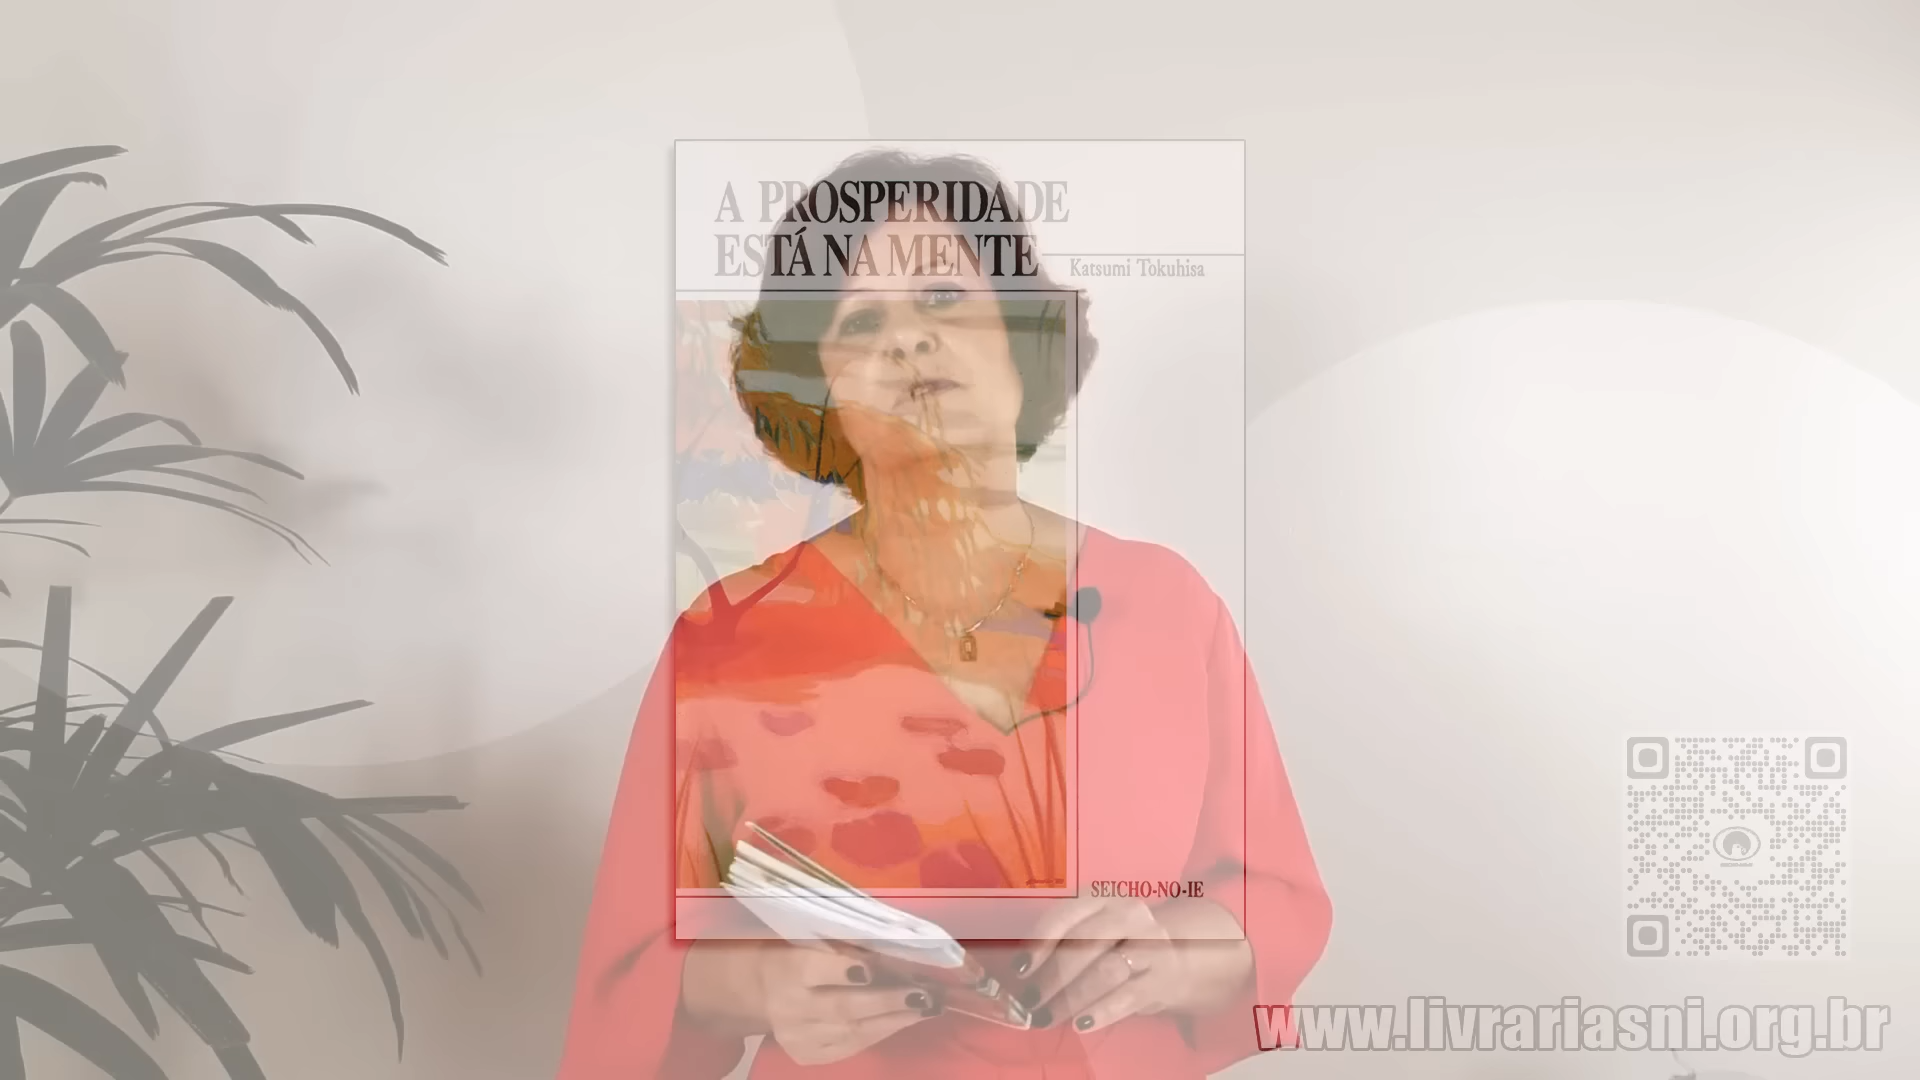 A PROSPERIDADE
ESTÁ NA MENTE
Katsumi Tokuhisa
SEICHO-NO-IE
www.livrariasni.org.br